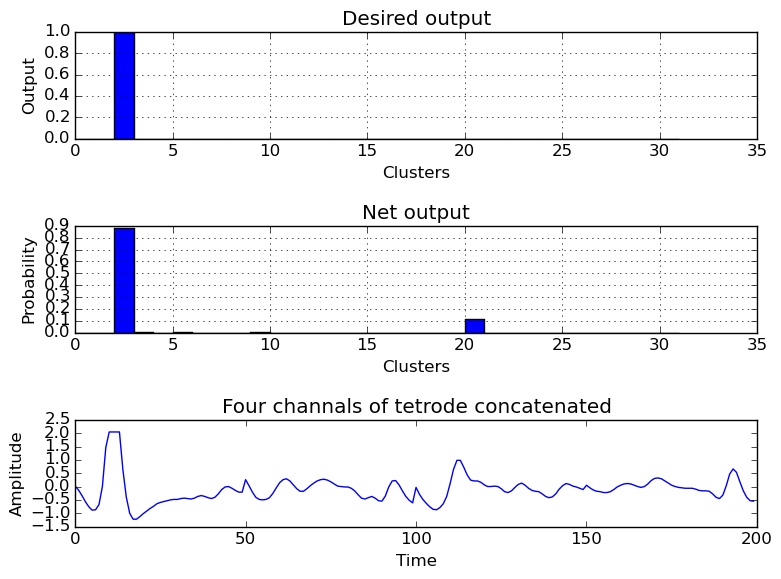 Desired output
1.0
0.8
0.6
0.4
0.2
0.0
Output
0 5 10 15 20 25 30 35
Clusters
Net output
0.9
0.8
0.7
0.6
0.5
0.4
0.3
0.2
0.1
0.0
Probability
0 5 10 15 20 25 30 35
Clusters
Four channals of tetrode concatenated
2.5
2.0
1.5
1.0
0.5
0.0
−0.5
−1.0
−1.5
Amplitude
0 50 100 150 200
Time